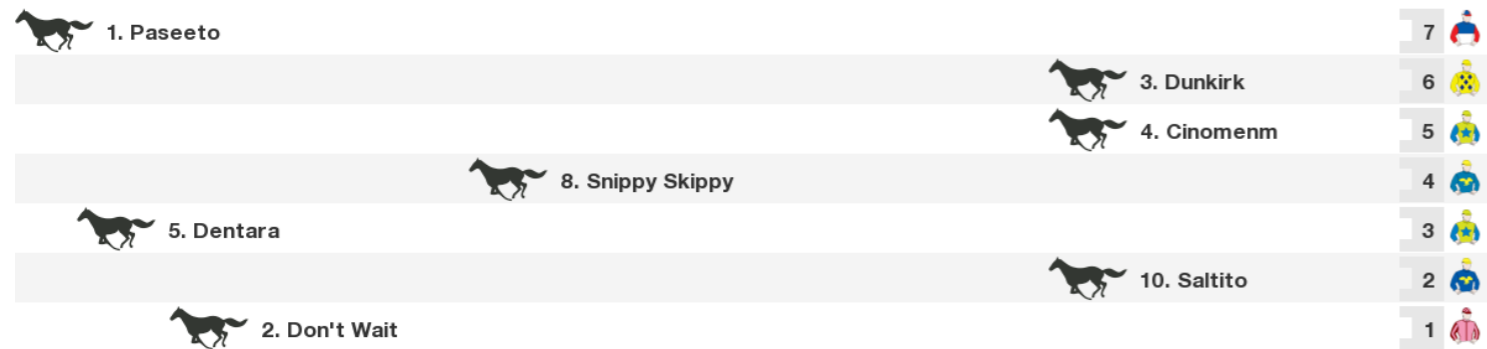 1. Paseeto 7
3. Dunkirk 6
4. Cinomenm 5
8. Snippy Skippy 4
5. Dentara 3
10. Saltito 2
2. Don't Wait 1